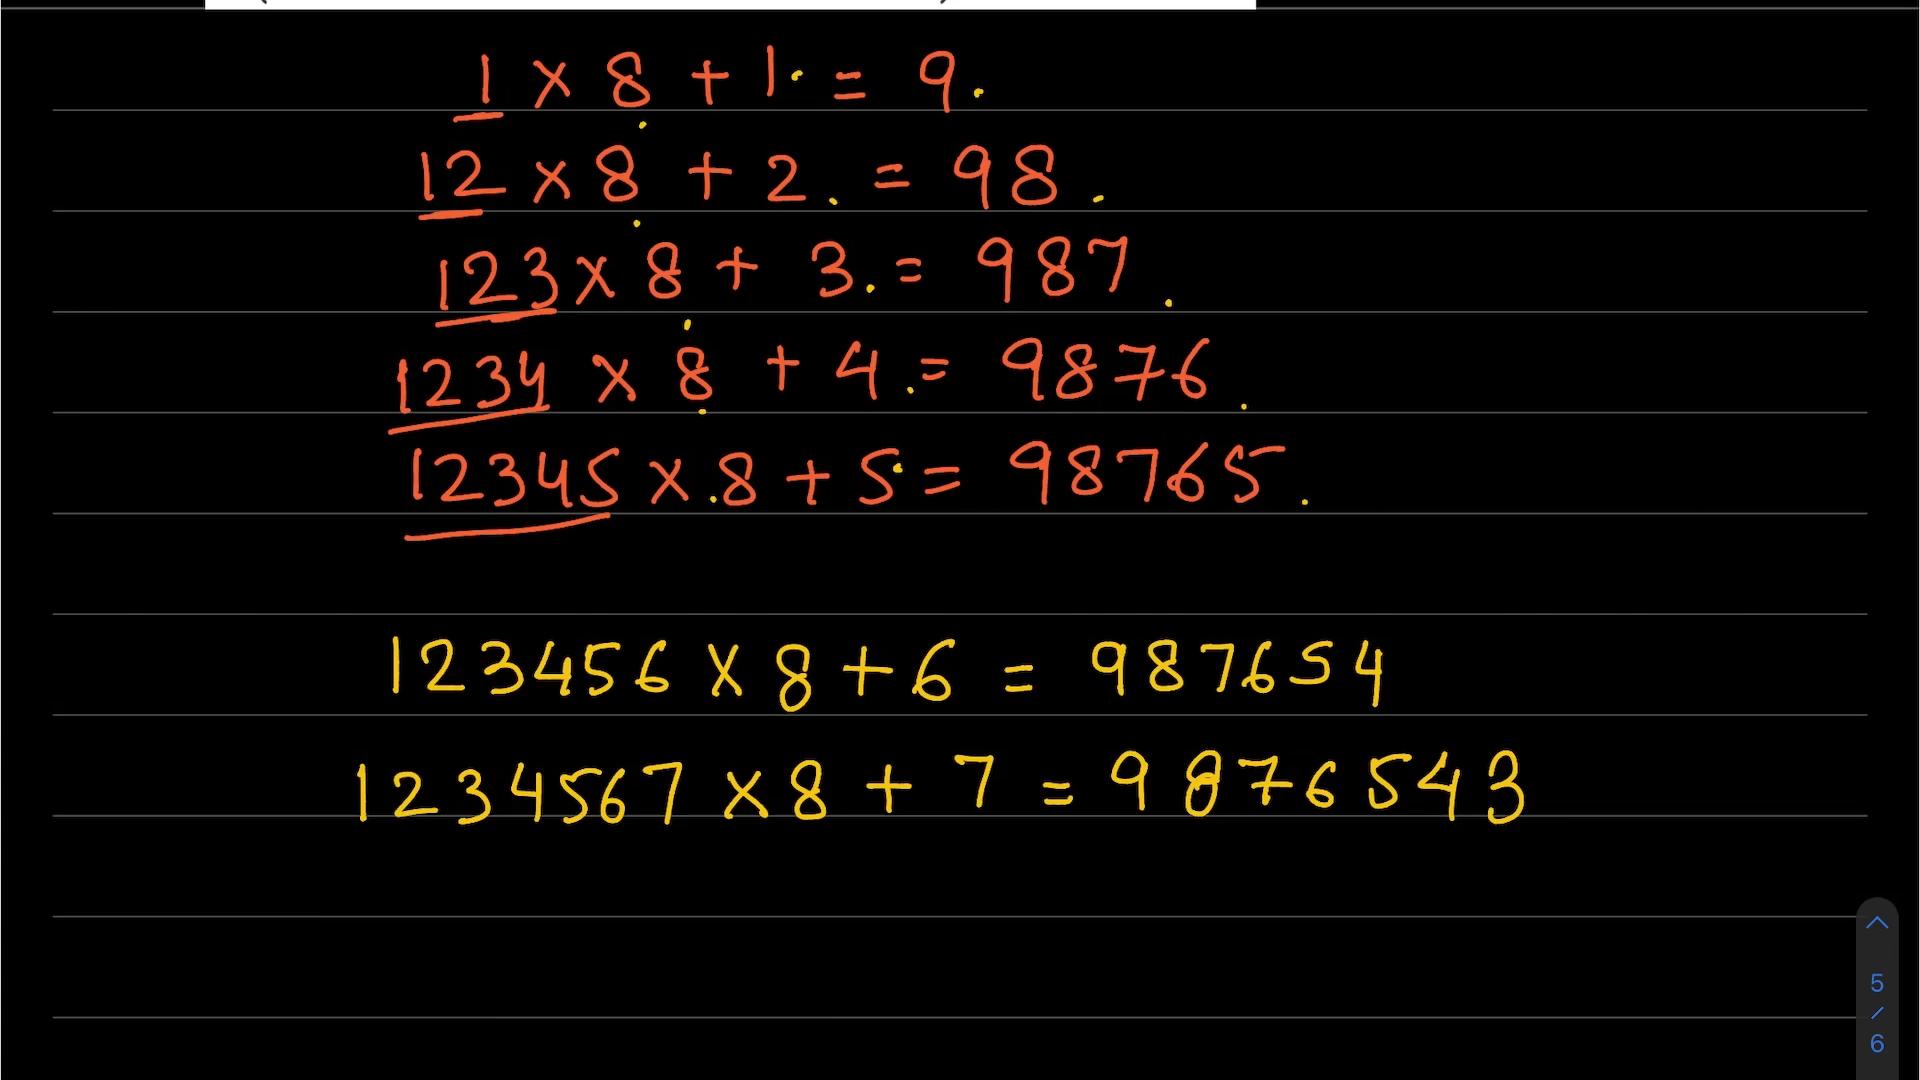 1 × 8 + 1 = 9.
12 × 8 + 2 = 98.
123 × 8 + 3 = 987.
1234 × 8 + 4 = 9876.
12345 × 8 + 5 = 98765.
123456 × 8 + 6 = 987654
1234567 × 8 + 7 = 9876543
5
/
6